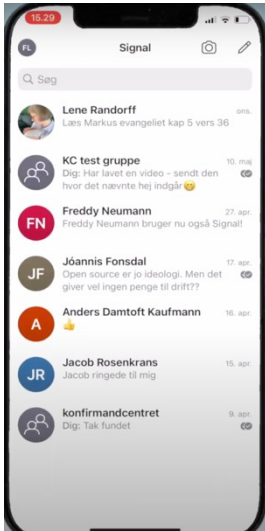 15.29
FL
Signal
Søg
Lene Randorff
ons.
Læs Markus evangeliet kap 5 vers 36
KC test gruppe
10. maj
Dig: Har lavet en video - sendt den
hvor det nævnte hej indgår😊
FN
Freddy Neumann
27. apr.
Freddy Neumann bruger nu også Signal!
JF
Jóannis Fonsdal
17. apr.
Open source er jo ideologi. Men det
giver vel ingen penge til drift??
A
Anders Damtoft Kaufmann
16. apr.
👍
JR
Jacob Rosenkrans
15. apr.
Jacob ringede til mig
konfirmandcentret
9. apr.
Dig: Tak fundet